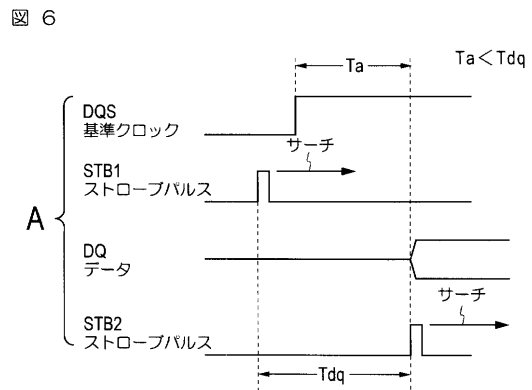 図 6
Ta
Ta<Tdq
DQS
基準クロック
サーチ
STB1
ストローブパルス
A
DQ
データ
サーチ
STB2
ストローブパルス
Tdq